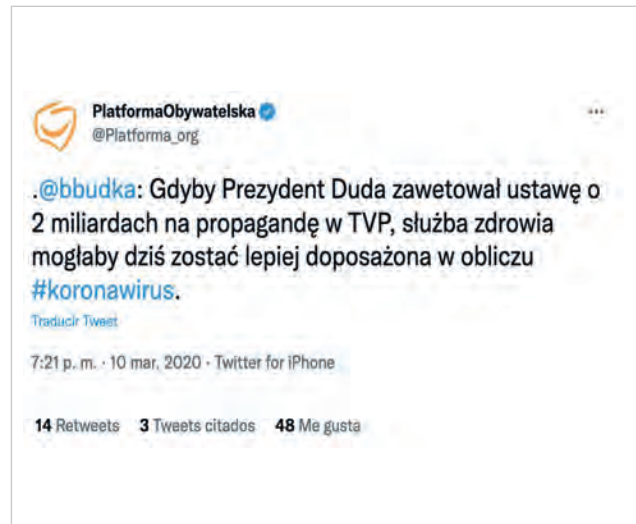 PlatformaObywatelska
@Platforma_org
...
.@bbudka: Gdyby Prezydent Duda zawetował ustawę o
2 miliardach na propagandę w TVP, służba zdrowia
mogłaby dziś zostać lepiej doposażona w obliczu
#koronawirus.
Traducir Tweet
7:21 p. m. · 10 mar. 2020 · Twitter for iPhone
14 Retweets 3 Tweets citados 48 Me gusta